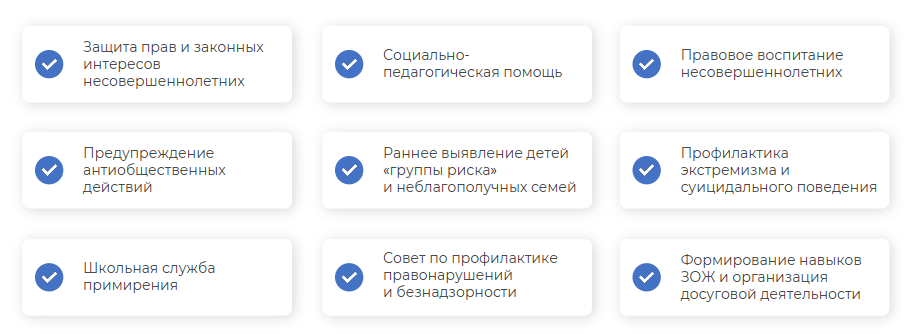 Защита прав и законных
интересов
несовершеннолетних
Социально-
педагогическая помощь
Правовое воспитание
несовершеннолетних
Предупреждение
антиобщественных
действий
Раннее выявление детей
«группы риска»
и неблагополучных семей
Профилактика
экстремизма и
суицидального поведения
Школьная служба
примирения
Совет по профилактике
правонарушений
и безнадзорности
Формирование навыков
ЗОЖ и организация
досуговой деятельности